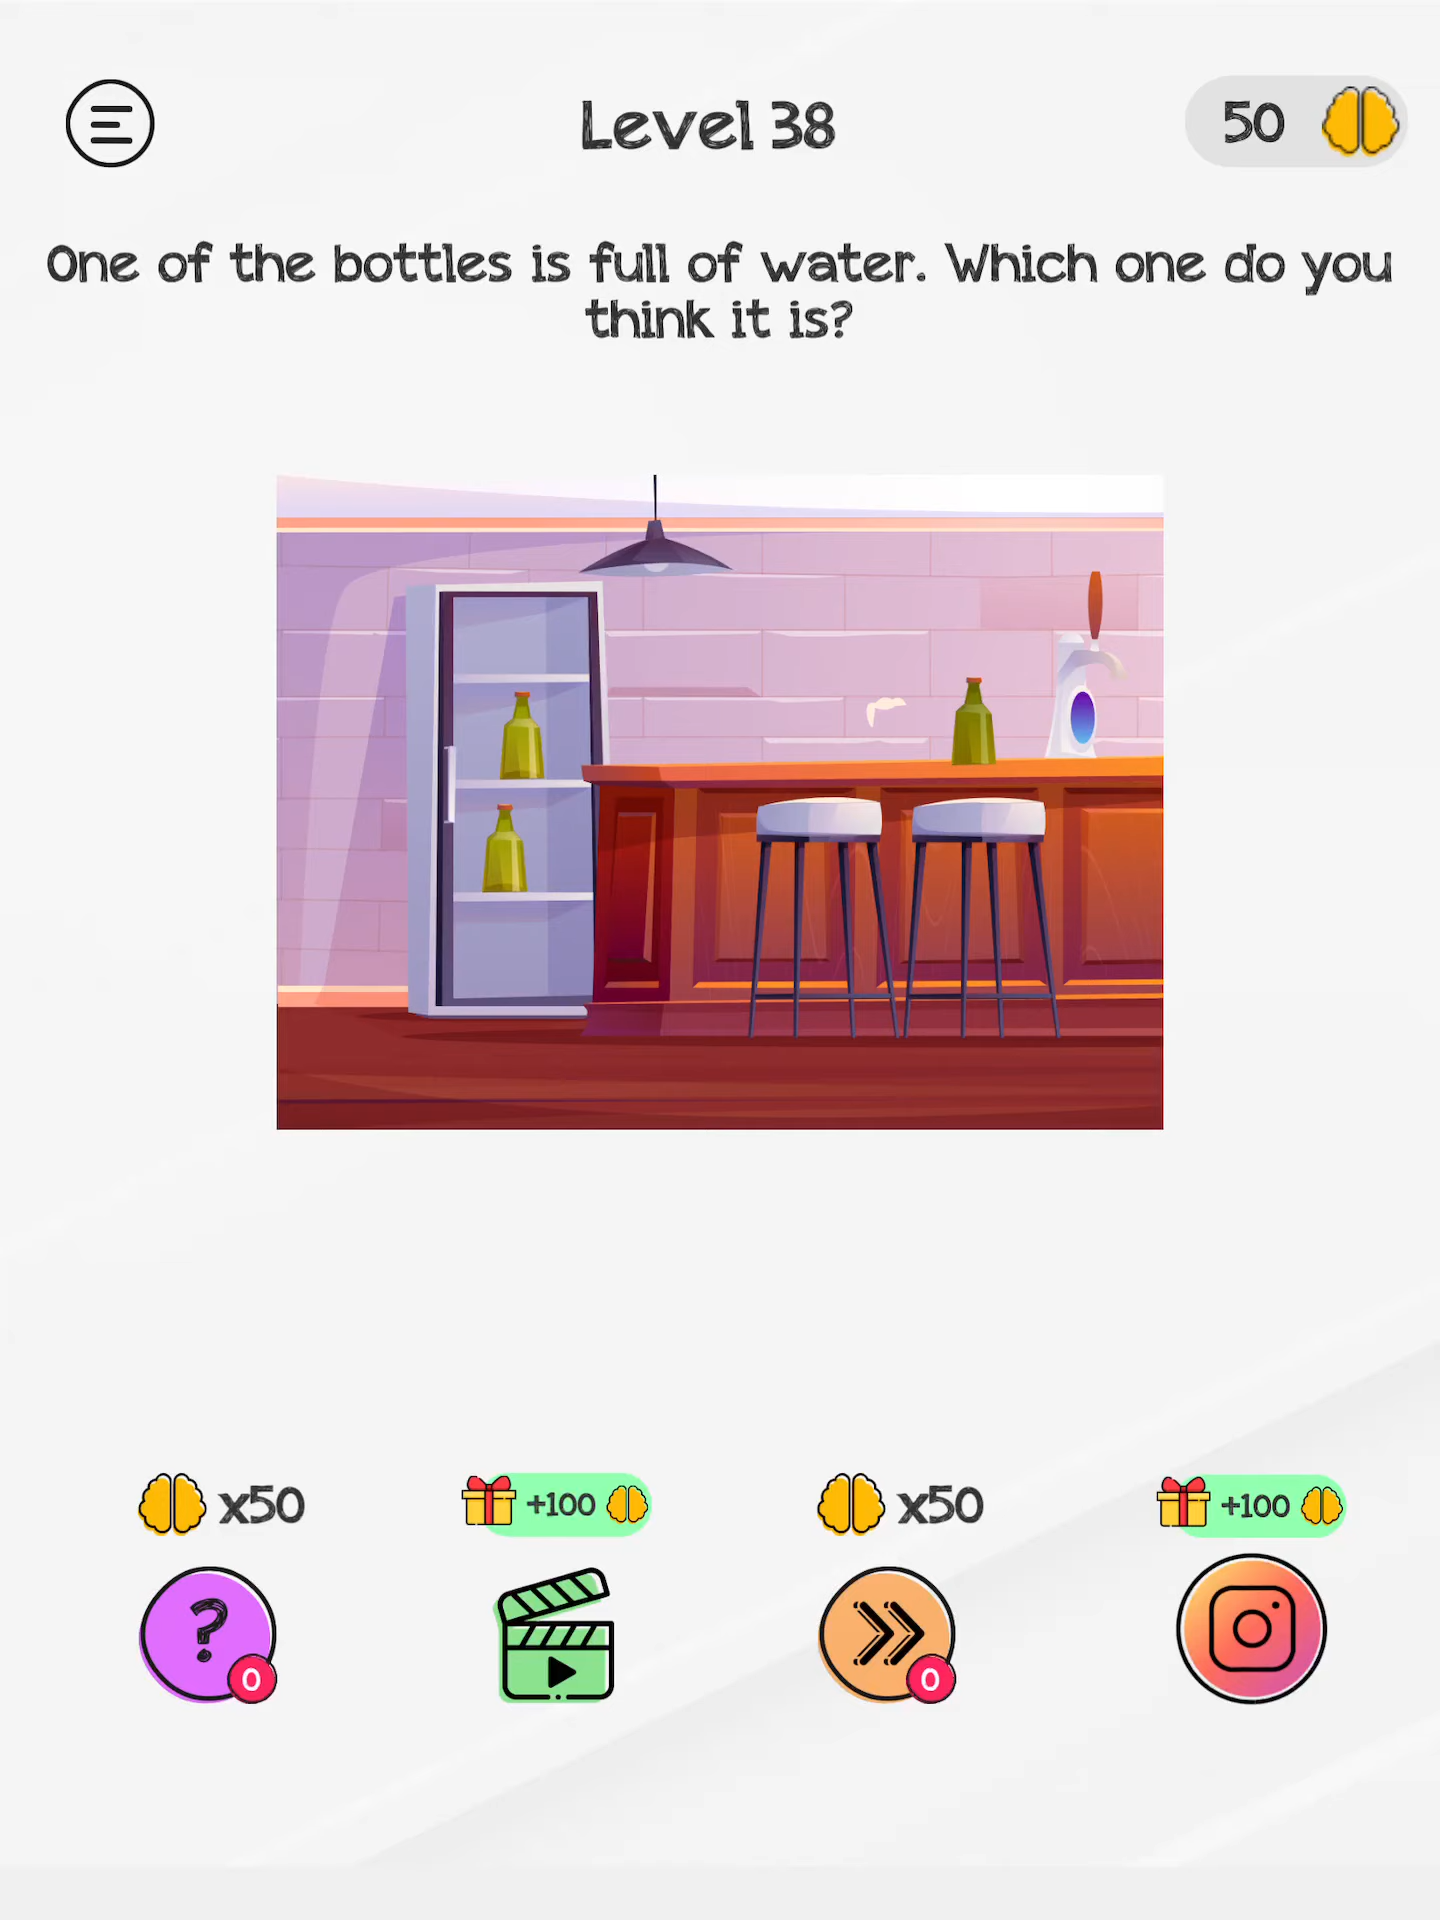 Level 38
50
One of the bottles is full of water. Which one do you
think it is?
x50
+100
x50
+100
?
0
0